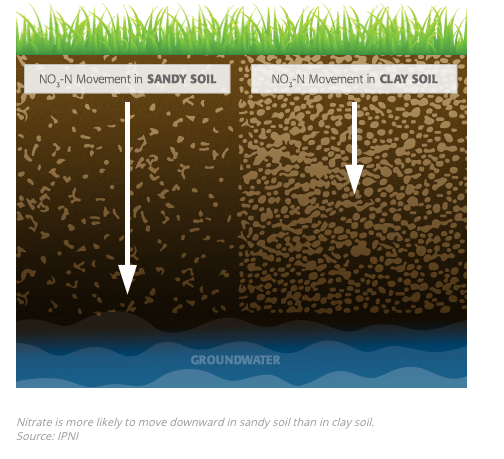 NO3-N Movement in SANDY SOIL
NO3-N Movement in CLAY SOIL
GROUNDWATER
Nitrate is more likely to move downward in sandy soil than in clay soil.
Source: IPNI